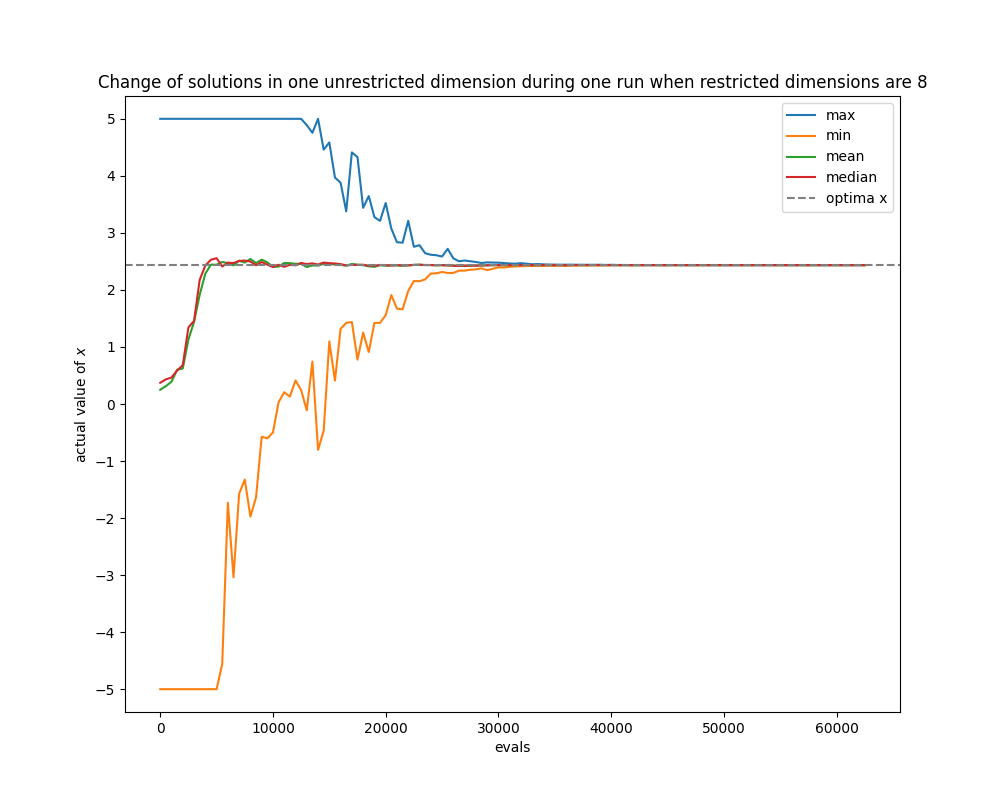 Change of solutions in one unrestricted dimension during one run when restricted dimensions are 8
max
min
mean
median
optima x
5
4
3
2
1
0
−1
−2
−3
−4
−5
actual value of x
0 10000 20000 30000 40000 50000 60000
evals